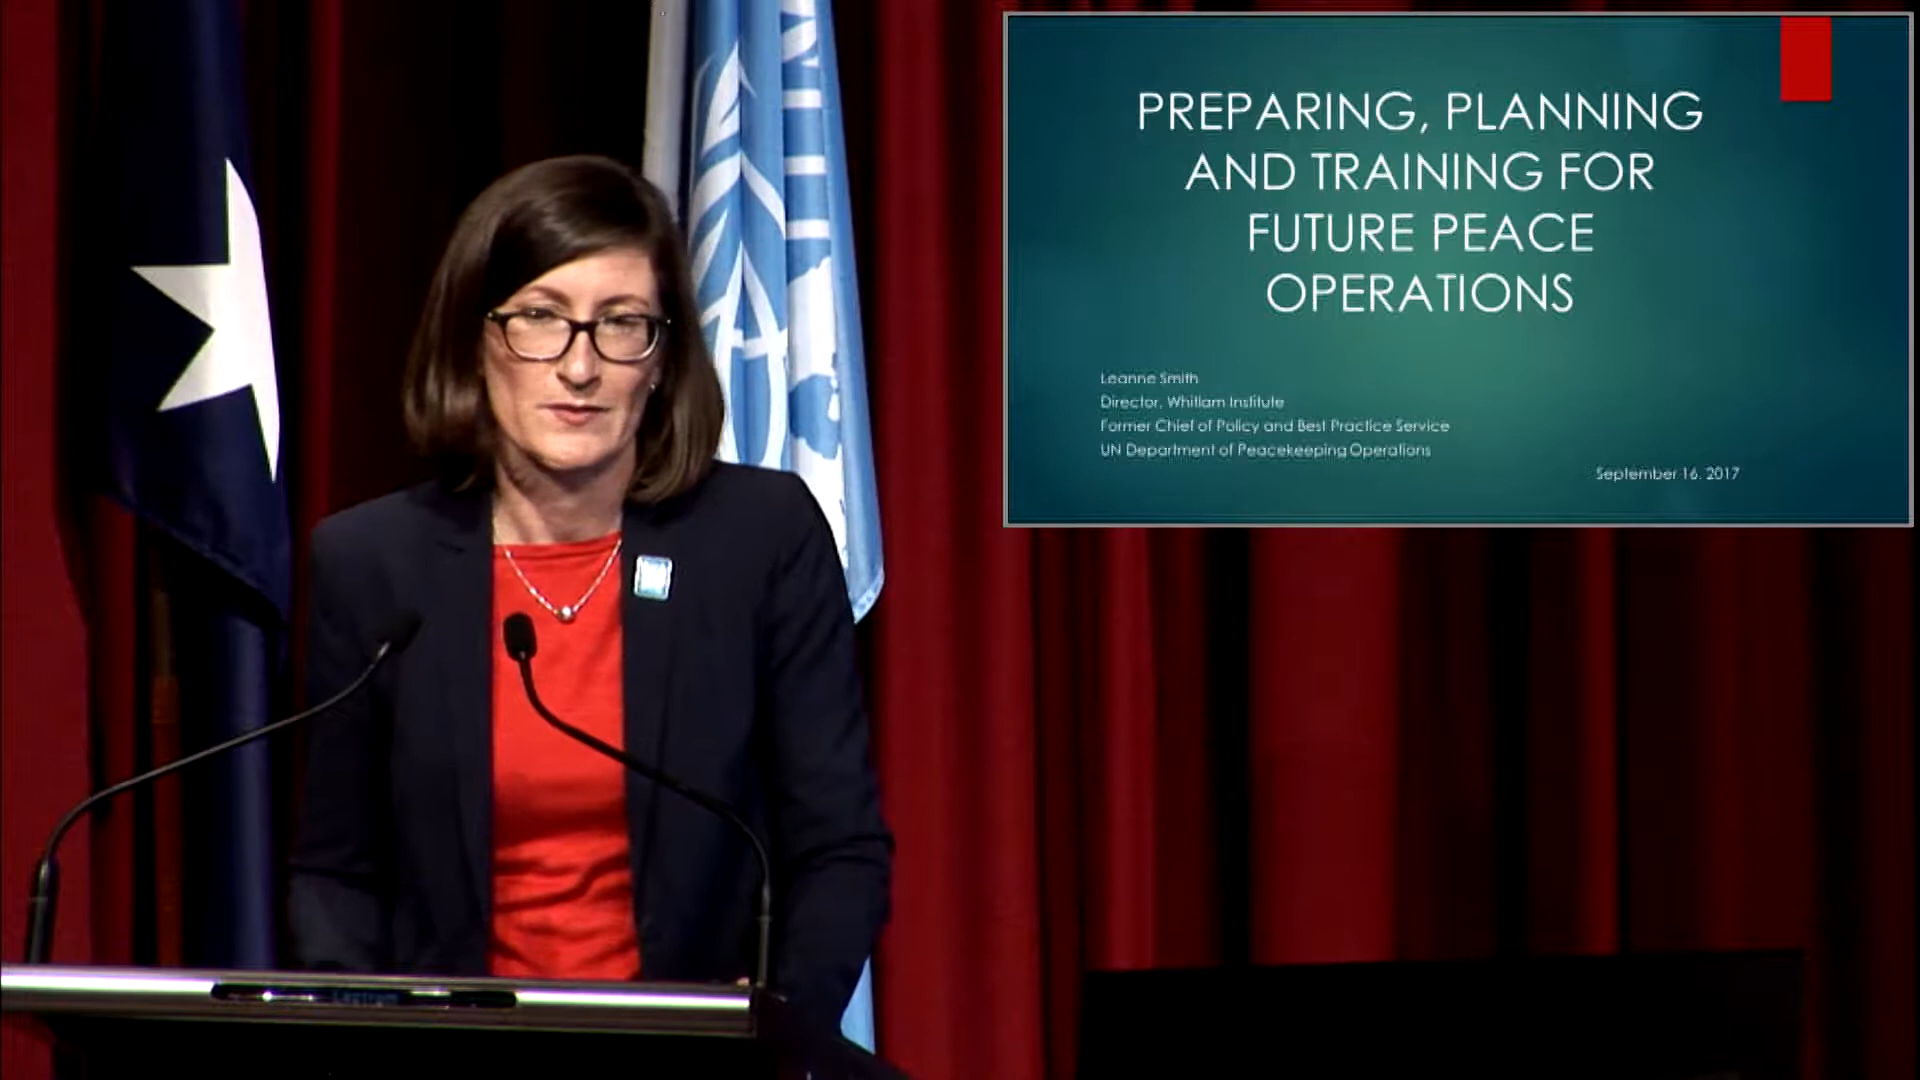 PREPARING, PLANNING
AND TRAINING FOR
FUTURE PEACE
OPERATIONS
Leanne Smith
Director, Whitlam Institute
Former Chief of Policy and Best Practice Service
UN Department of Peacekeeping Operations
September 16, 2017
Lectrum